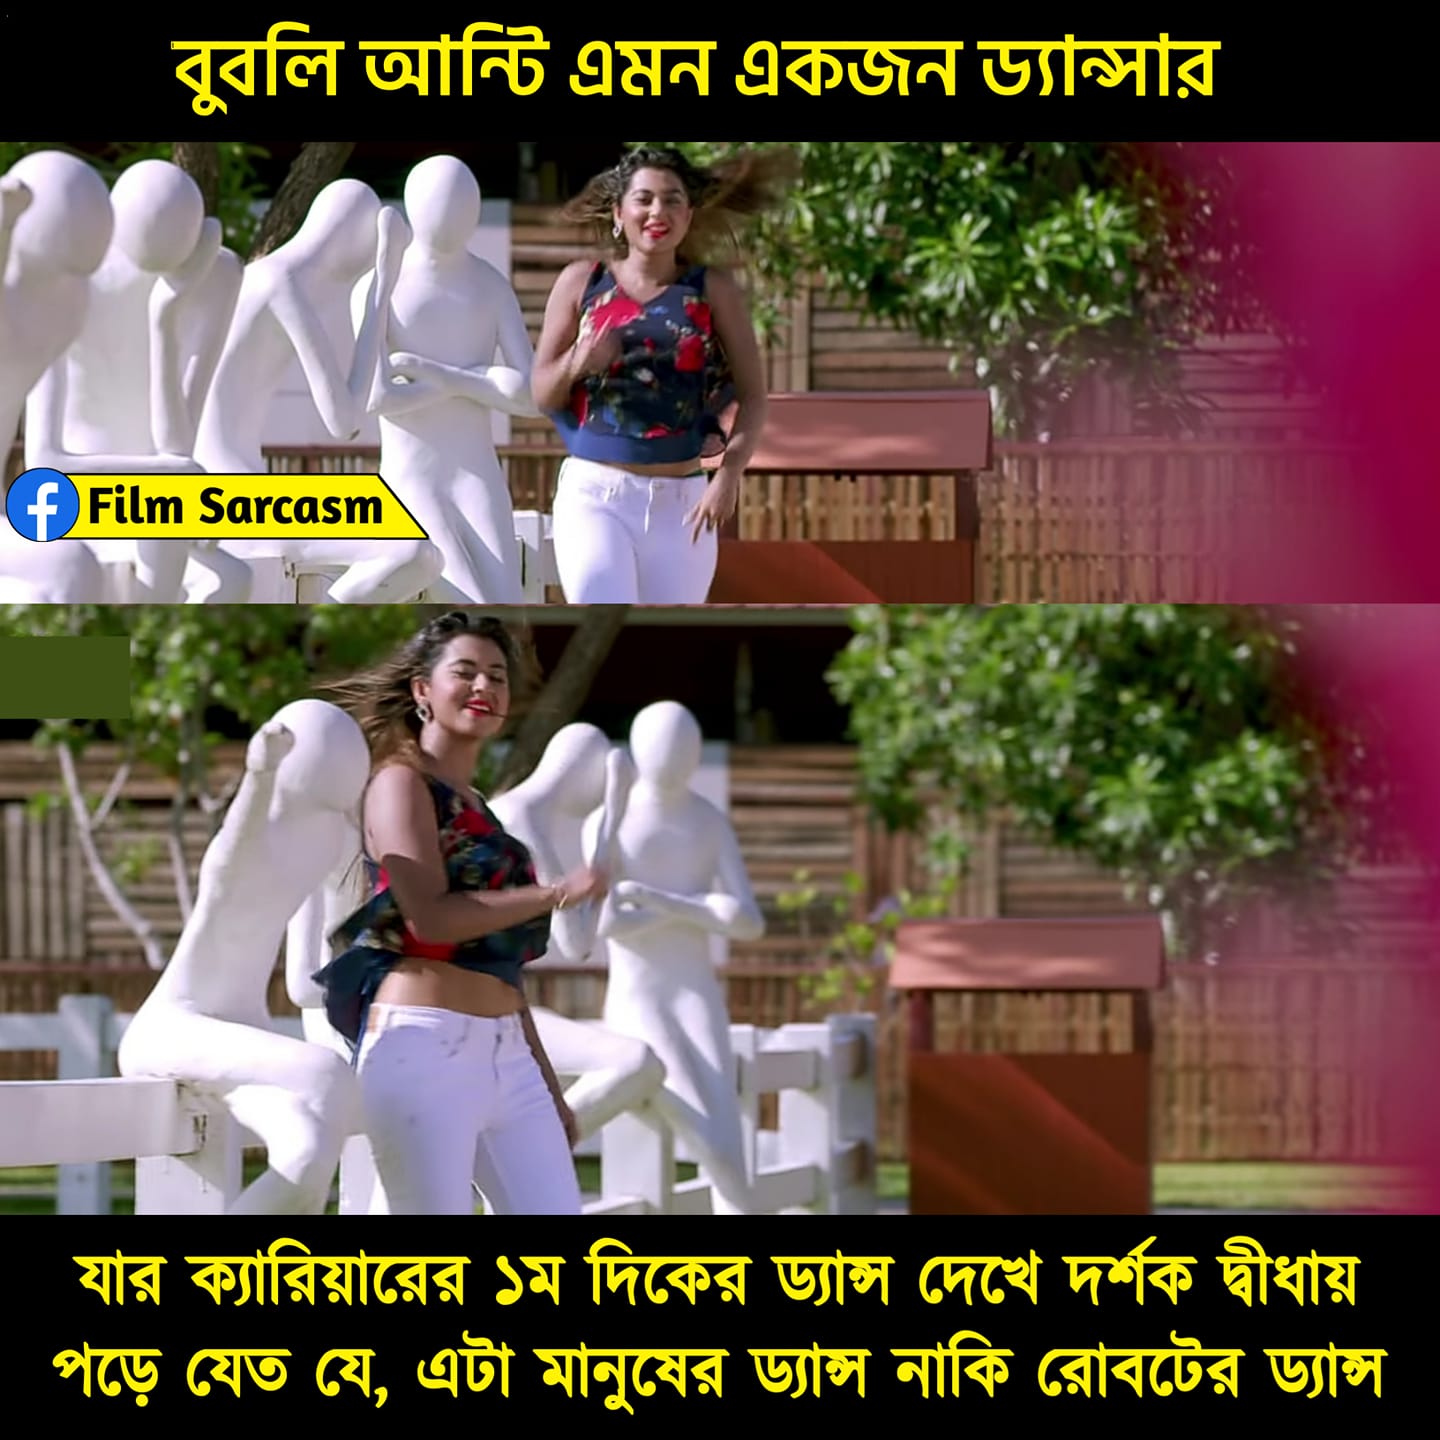 বুবলি আন্টি এমন একজন ড্যান্সার
Film Sarcasm
যার ক্যারিয়ারের ১ম দিকের ড্যান্স দেখে দর্শক দ্বীধায়
পড়ে যেত যে, এটা মানুষের ড্যান্স নাকি রোবটের ড্যান্স